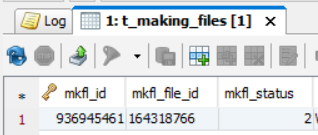 Log 1: t_making_files [1] ×
* mkfl_id mkfl_file_id mkfl_status
1 936945461 164318766 2